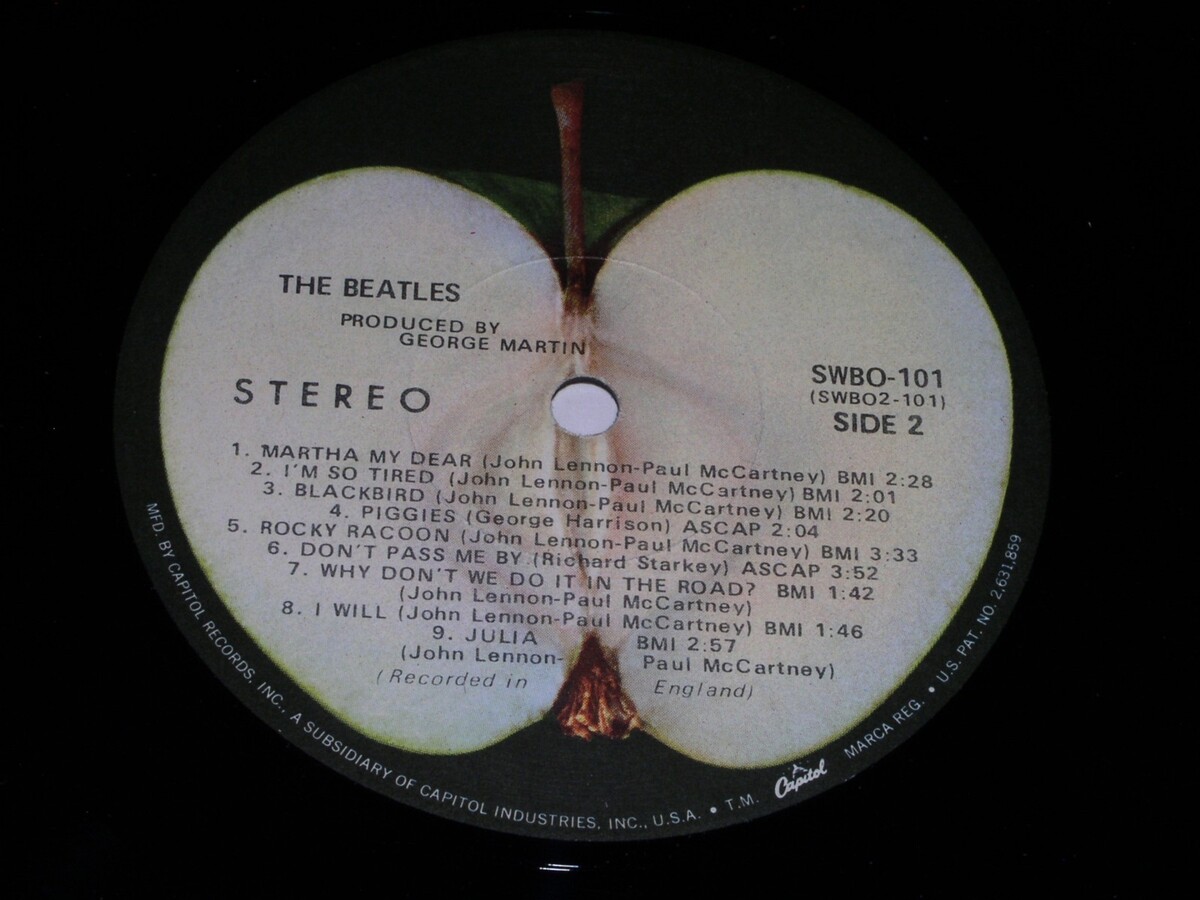 THE BEATLES
PRODUCED BY
GEORGE MARTIN
STEREO
SWBO-101
(SWBO2-101)
SIDE 2
1. MARTHA MY DEAR (John Lennon-Paul McCartney) BMI 2:28
2. I'M SO TIRED (John Lennon-Paul McCartney) BMI 2:01
3. BLACKBIRD (John Lennon-Paul McCartney) BMI 2:20
4. PIGGIES (George Harrison) ASCAP 2:04
5. ROCKY RACOON (John Lennon-Paul McCartney) BMI 3:33
6. DON'T PASS ME BY (Richard Starkey) ASCAP 3:52
7. WHY DON'T WE DO IT IN THE ROAD? BMI 1:42
(John Lennon-Paul McCartney)
8. I WILL (John Lennon-Paul McCartney) BMI 1:46
9. JULIA BMI 2:57
(John Lennon- Paul McCartney)
(Recorded in England)
MFD. BY CAPITOL RECORDS, INC., A SUBSIDIARY OF CAPITOL INDUSTRIES, INC., U.S.A. • T.M. Capitol MARCA REG. • U.S. PAT. NO. 2,631,859